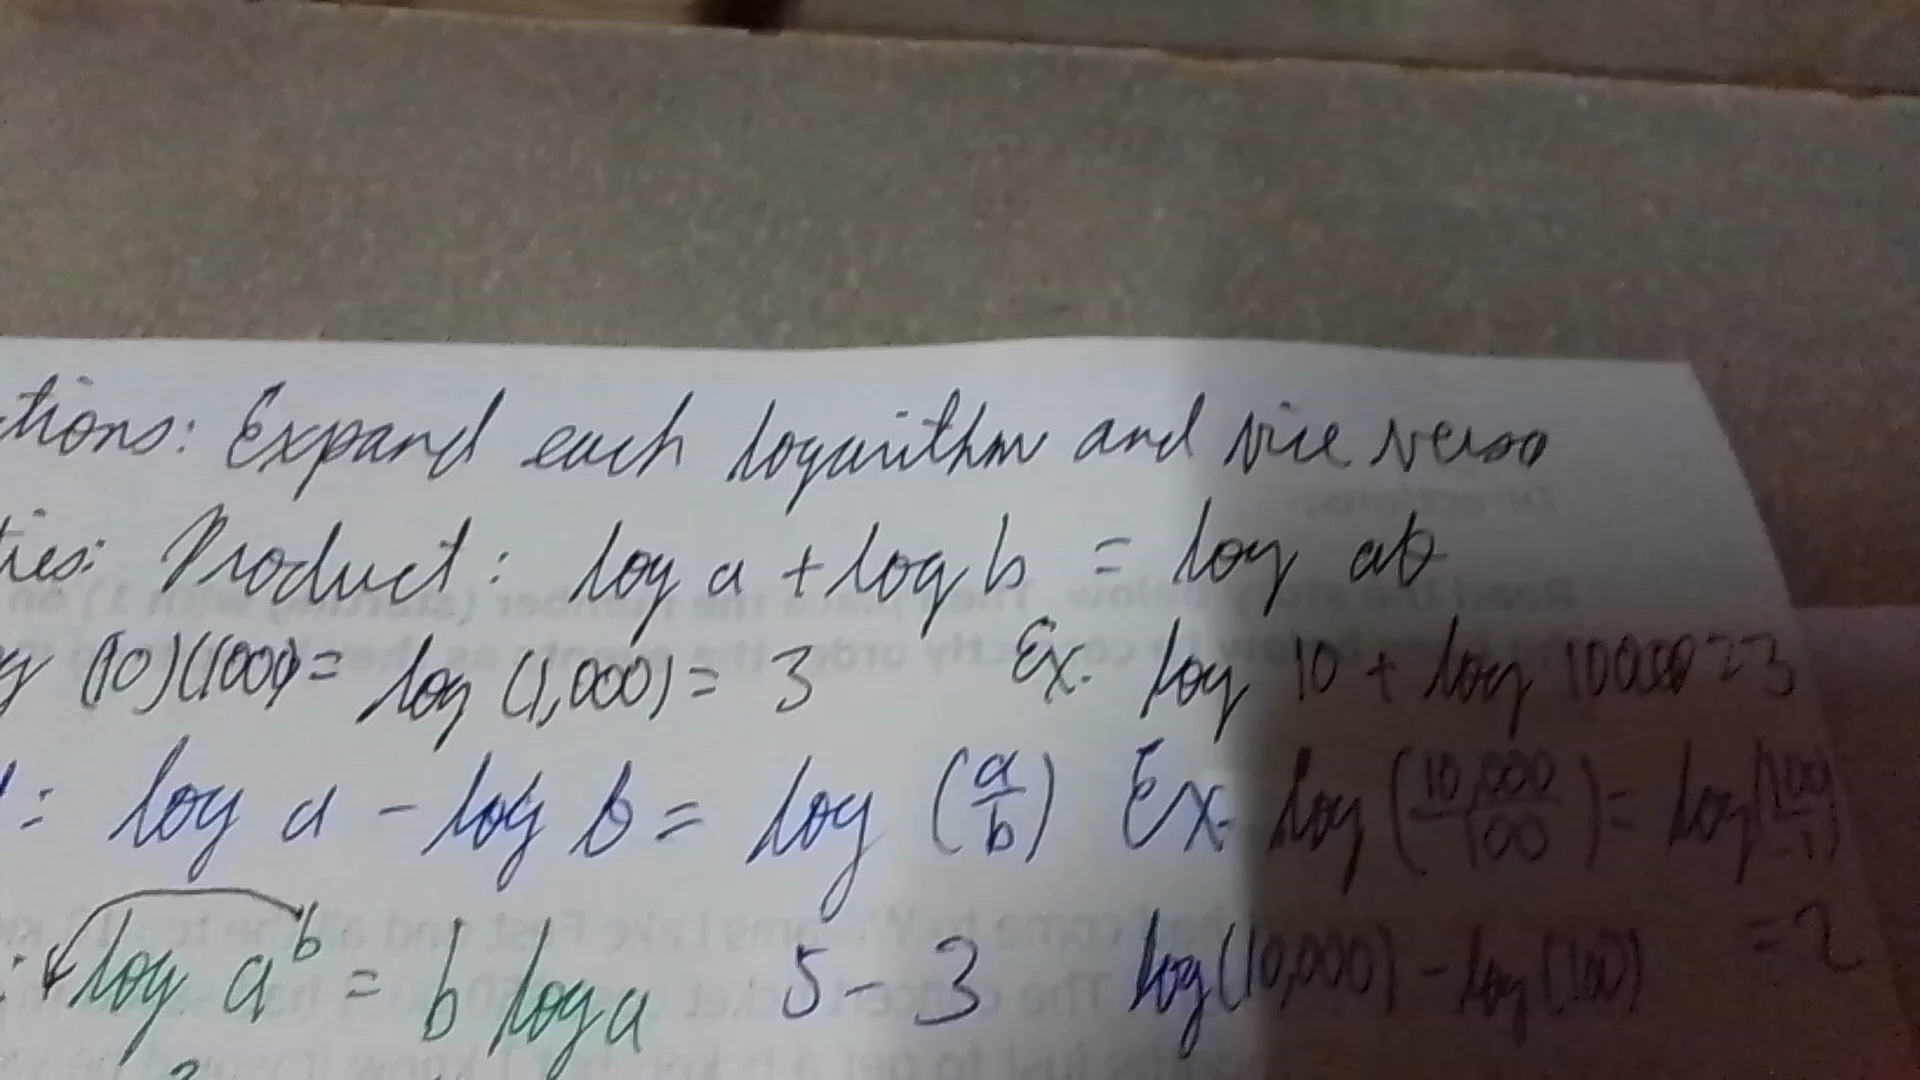 tions: Expand each logarithm and vice versa
ties: Product: log a + log b = log ab
(10)(100) = log (1,000) = 3 Ex. log 10 + log = 3
: log a - log b = log (a/b) Ex. log (10,000/100) = log (100/1)
= 2
: log a^b = b log a 5 - 3 log(10,000) - log(100)